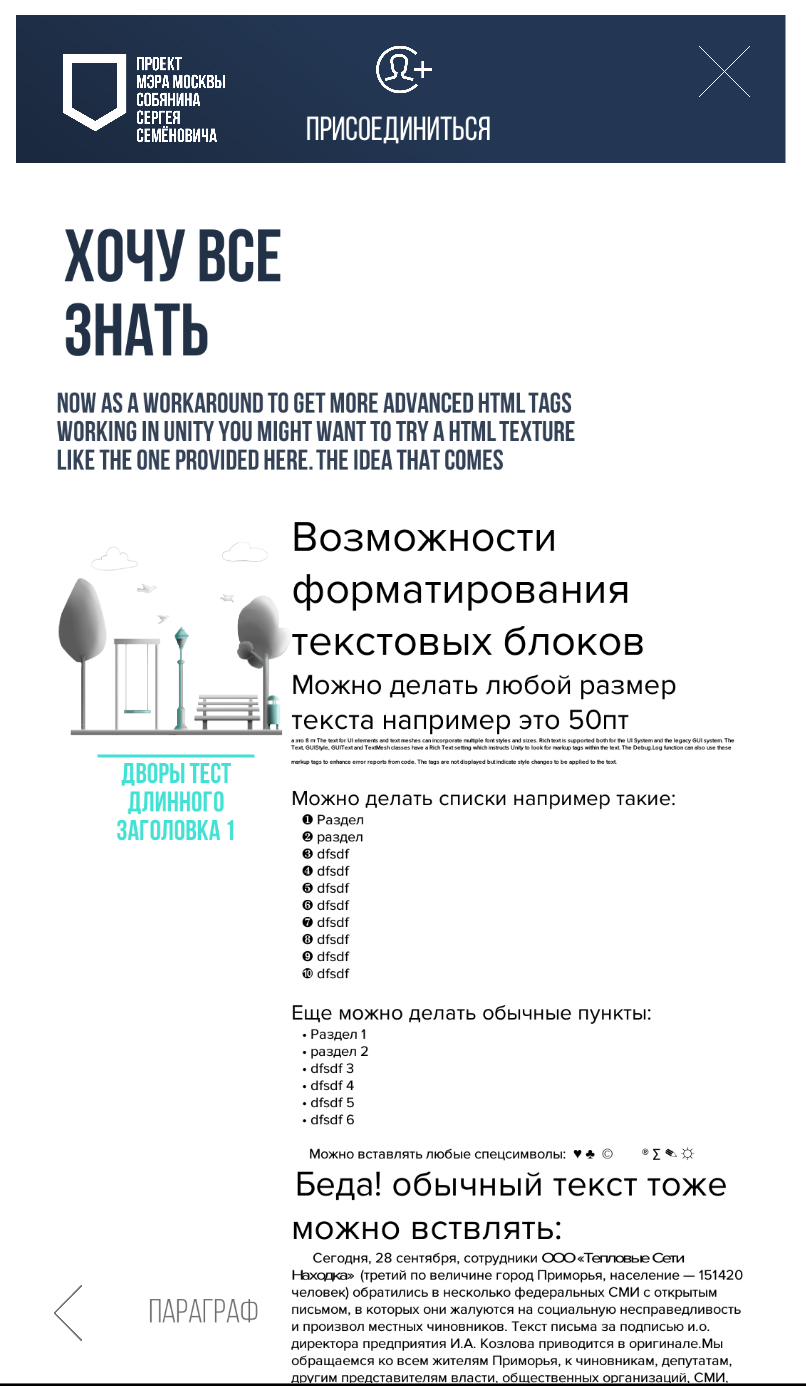 ПРОЕКТ
МЭРА МОСКВЫ
СОБЯНИНА
СЕРГЕЯ
СЕМЁНОВИЧА
ПРИСОЕДИНИТЬСЯ
ХОЧУ ВСЕ
ЗНАТЬ
NOW AS A WORKAROUND TO GET MORE ADVANCED HTML TAGS
WORKING IN UNITY YOU MIGHT WANT TO TRY A HTML TEXTURE
LIKE THE ONE PROVIDED HERE. THE IDEA THAT COMES
Возможности
форматирования
текстовых блоков
Можно делать любой размер
текста например это 50пт
а это 8 пт The text for UI elements and text meshes can incorporate multiple font styles and sizes. Rich text is supported both for the UI System and the legacy GUI system. The
Text, GUIStyle, GUIText and TextMesh classes have a Rich Text setting which instructs Unity to look for markup tags within the text. The Debug.Log function can also use these
markup tags to enhance error reports from code. The tags are not displayed but indicate style changes to be applied to the text.
ДВОРЫ ТЕСТ
ДЛИННОГО
ЗАГОЛОВКА 1
Можно делать списки например такие:
❶ Раздел
❷ раздел
❸ dfsdf
❹ dfsdf
❺ dfsdf
❻ dfsdf
❼ dfsdf
❽ dfsdf
❾ dfsdf
❿ dfsdf
Еще можно делать обычные пункты:
• Раздел 1
• раздел 2
• dfsdf 3
• dfsdf 4
• dfsdf 5
• dfsdf 6
Можно вставлять любые спецсимволы: ♥ ♣ © ® ∑ ✎ ☼
Беда! обычный текст тоже
можно вствлять:
Сегодня, 28 сентября, сотрудники ООО «Тепловые Сети
Находка» (третий по величине город Приморья, население — 151420
человек) обратились в несколько федеральных СМИ с открытым
письмом, в которых они жалуются на социальную несправедливость
и произвол местных чиновников. Текст письма за подписью и.о.
директора предприятия И.А. Козлова приводится в оригинале.Мы
обращаемся ко всем жителям Приморья, к чиновникам, депутатам,
другим представителям власти, общественных организаций, СМИ,
ПАРАГРАФ